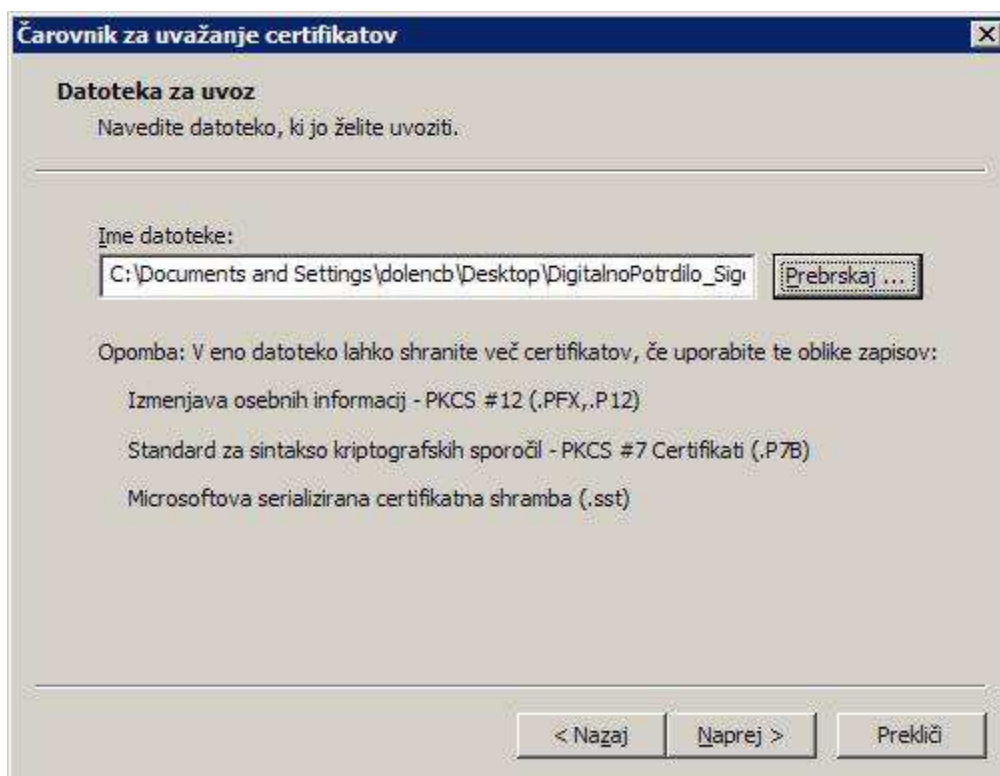 Čarovnik za uvažanje certifikatov
Datoteka za uvoz
Navedite datoteko, ki jo želite uvoziti.
Ime datoteke:
C:\Documents and Settings\dolencb\Desktop\DigitalnoPotrdilo_Sig
Prebrskaj ...
Opomba: V eno datoteko lahko shranite več certifikatov, če uporabite te oblike zapisov:
Izmenjava osebnih informacij - PKCS #12 (.PFX,.P12)
Standard za sintakso kriptografskih sporočil - PKCS #7 Certifikati (.P7B)
Microsoftova serializirana certifikatna shramba (.sst)
< Nazaj
Naprej >
Prekliči